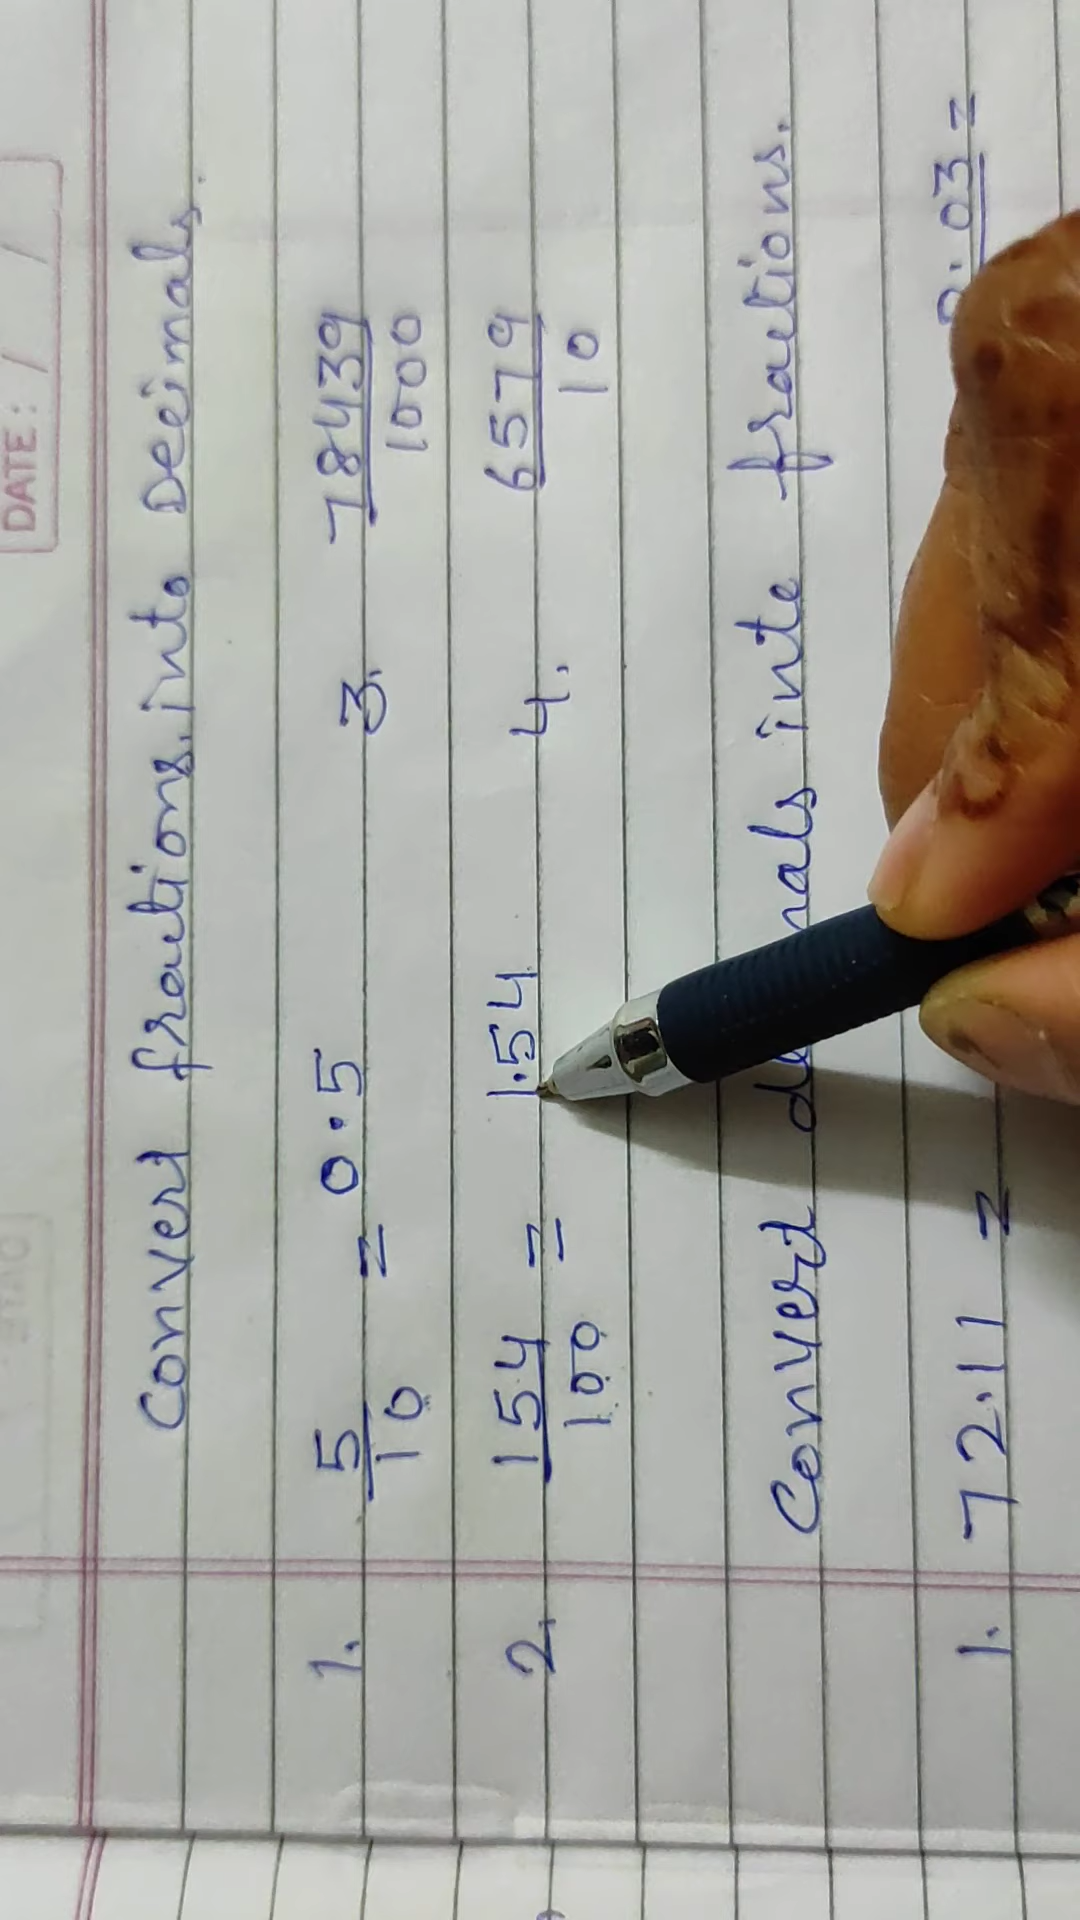 DATE: / /
Convert fractions into Decimals.
1. 5/10 = 0.5 3. 78439/1000
2. 154/100 = 1.54 4. 6579/10
Convert decimals into fractions.
1. 72.11 = .03 =